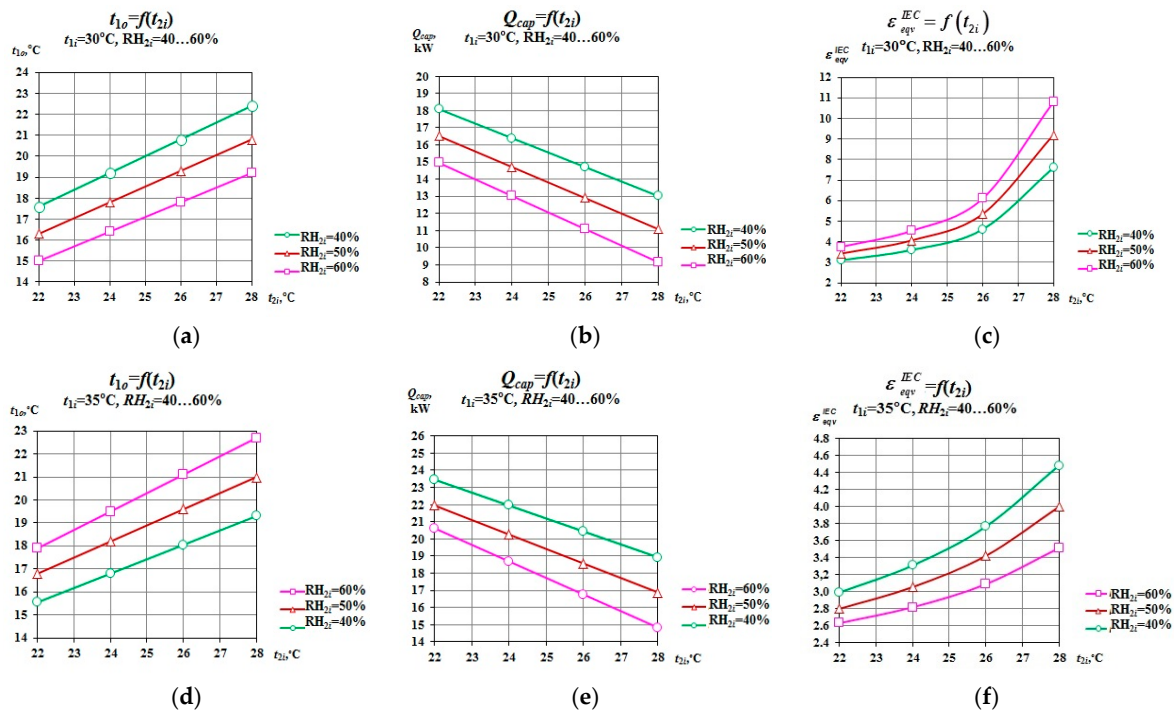 t1o=f(t2i)
t1i=30°C, RH2i=40…60%
t1o,°C
23
22
21
20
19
18
17
16
15
14
22 23 24 25 26 27 28 t2i,°C
RH2i=40%
RH2i=50%
RH2i=60%
(a)
Qcap=f(t2i)
t1i=30°C, RH2i=40…60%
Qcap,
kW
20
19
18
17
16
15
14
13
12
11
10
9
8
22 23 24 25 26 27 28 t2i,°C
RH2i=40%
RH2i=50%
RH2i=60%
(b)
ε IEC eqv = f(t2i)
t1i=30°C, RH2i=40…60%
ε IEC eqv
12
11
10
9
8
7
6
5
4
3
2
22 23 24 25 26 27 28 t2i,°C
RH2i=40%
RH2i=50%
RH2i=60%
(c)
t1o=f(t2i)
t1i=35°C, RH2i=40…60%
t1o,°C
23
22
21
20
19
18
17
16
15
14
22 23 24 25 26 27 28 t2i,°C
RH2i=60%
RH2i=50%
RH2i=40%
(d)
Qcap=f(t2i)
t1i=35°C, RH2i=40…60%
Qcap,
kW
26
25
24
23
22
21
20
19
18
17
16
15
14
22 23 24 25 26 27 28 t2i,°C
RH2i=60%
RH2i=50%
RH2i=40%
(e)
ε IEC eqv =f(t2i)
t1i=35°C, RH2i=40…60%
ε IEC eqv
4.8
4.6
4.4
4.2
4.0
3.8
3.6
3.4
3.2
3.0
2.8
2.6
2.4
22 23 24 25 26 27 28 t2i,°C
RH2i=60%
RH2i=50%
RH2i=40%
(f)